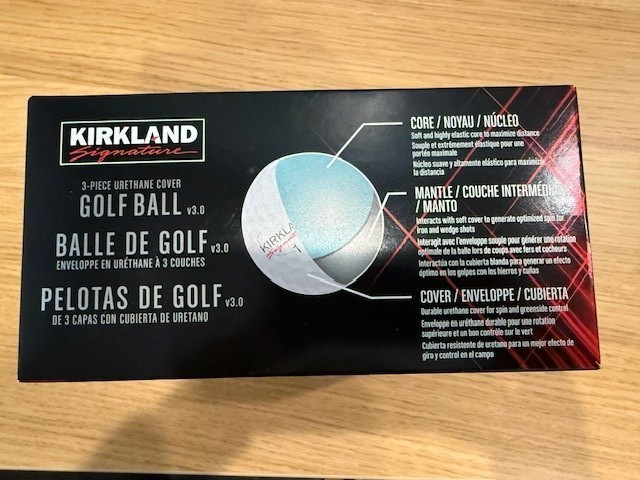 KIRKLAND
Signature
3-PIECE URETHANE COVER
GOLF BALL v3.0
BALLE DE GOLF v3.0
ENVELOPPE EN URÉTHANE À 3 COUCHES
PELOTAS DE GOLF v3.0
DE 3 CAPAS CON CUBIERTA DE URETANO
KIRKLA
Signa
1
CORE / NOYAU / NÚCLEO
Soft and highly elastic core to maximize distance
Souple et extrêmement élastique pour une
portée maximale
Núcleo suave y altamente elástico para maximizar
la distancia
MANTLE / COUCHE INTERMÉDIAIRE
/ MANTO
Interacts with soft cover to generate optimized spin for
iron and wedge shots
Interagit avec l'enveloppe souple pour générer une rotation
optimale de la balle lors de coups avec fers et cocheurs
Interactúa con la cubierta blanda para generar un efecto
óptimo en los golpes con los hierros y cuñas
COVER / ENVELOPPE / CUBIERTA
Durable urethane cover for spin and greenside control
Enveloppe en uréthane durable pour une rotation
supérieure et un bon contrôle sur le vert
Cubierta resistente de uretano para un mejor efecto de
giro y control en el campo